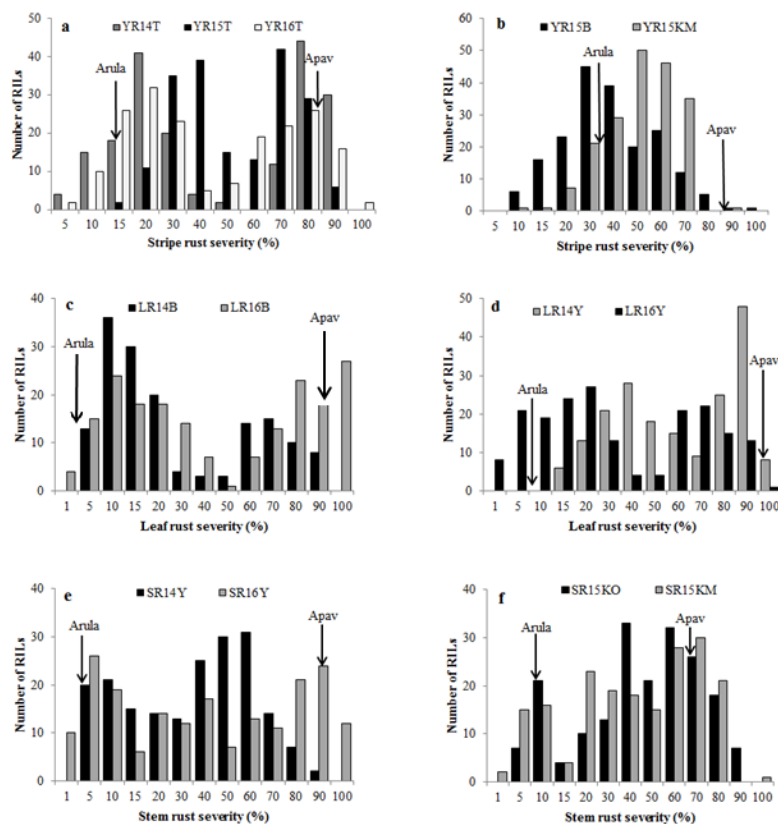 a
YR14T YR15T YR16T
Arula
Apav
Number of RILs
50
40
30
20
10
0
5 10 15 20 30 40 50 60 70 80 90 100
Stripe rust severity (%)
b
YR15B YR15KM
Arula
Apav
Number of RILs
60
50
40
30
20
10
0
5 10 15 20 30 40 50 60 70 80 90 100
Stripe rust severity (%)
c
LR14B LR16B
Arula
Apav
Number of RILs
40
30
20
10
0
1 5 10 15 20 30 40 50 60 70 80 90 100
Leaf rust severity (%)
d
LR14Y LR16Y
Arula
Apav
Number of RILs
50
40
30
20
10
0
1 5 10 15 20 30 40 50 60 70 80 90 100
Leaf rust severity (%)
e
SR14Y SR16Y
Arula
Apav
Number of RILs
40
30
20
10
0
1 5 10 15 20 30 40 50 60 70 80 90 100
Stem rust severity (%)
f
SR15KO SR15KM
Arula
Apav
Number of RILs
40
30
20
10
0
1 5 10 15 20 30 40 50 60 70 80 90 100
Stem rust severity (%)